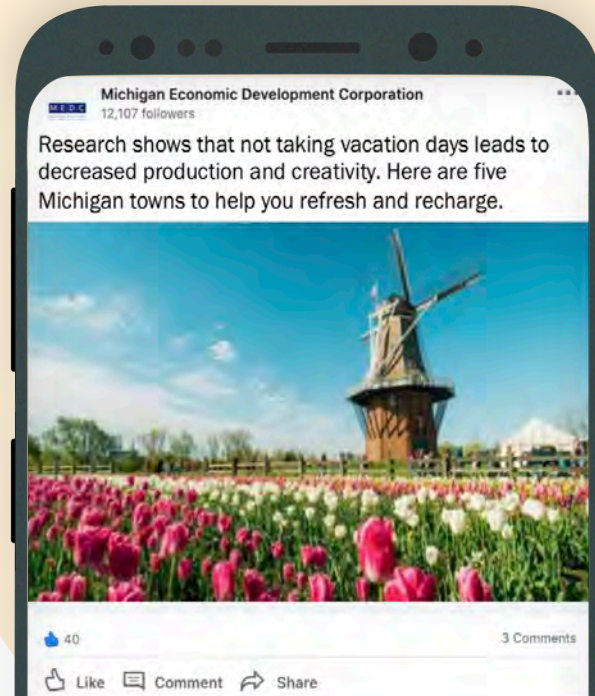 Michigan Economic Development Corporation
MEDC
12,107 followers
Research shows that not taking vacation days leads to
decreased production and creativity. Here are five
Michigan towns to help you refresh and recharge.
40
3 Comments
Like Comment Share